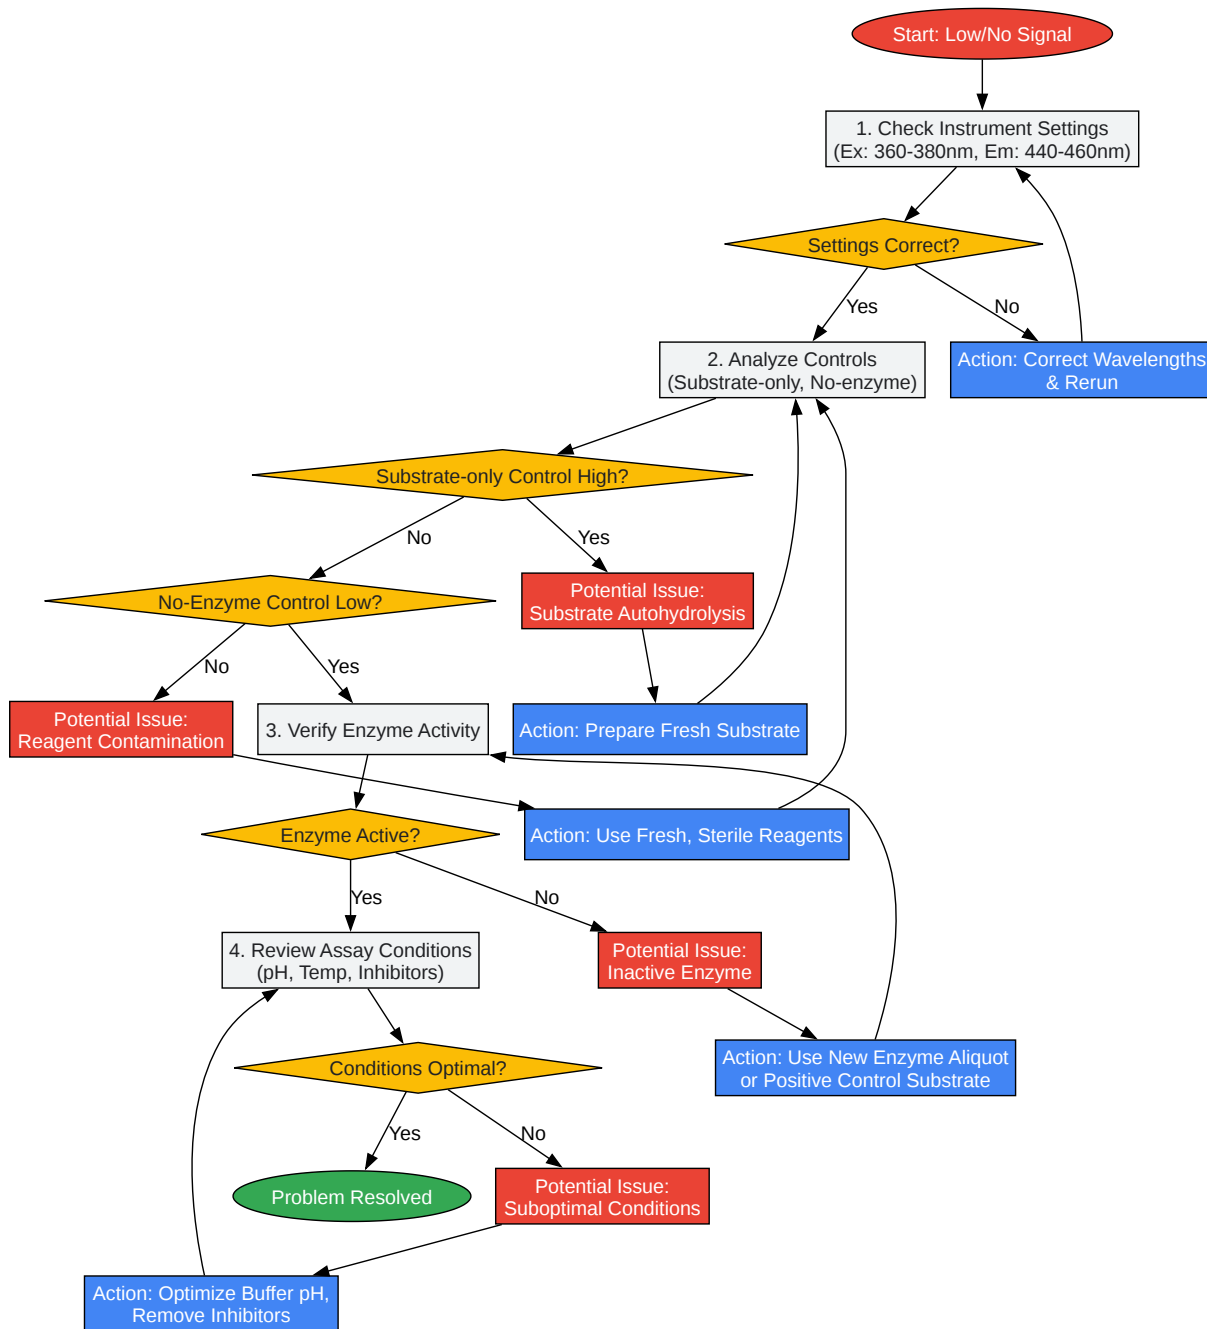 Start: Low/No Signal
1. Check Instrument Settings
(Ex: 360-380nm, Em: 440-460nm)
Settings Correct?
Yes
No
2. Analyze Controls
(Substrate-only, No-enzyme)
Action: Correct Wavelengths
& Rerun
Substrate-only Control High?
No
Yes
No-Enzyme Control Low?
Potential Issue:
Substrate Autohydrolysis
No
Yes
Potential Issue:
Reagent Contamination
3. Verify Enzyme Activity
Action: Prepare Fresh Substrate
Enzyme Active?
Action: Use Fresh, Sterile Reagents
Yes
No
4. Review Assay Conditions
(pH, Temp, Inhibitors)
Potential Issue:
Inactive Enzyme
Conditions Optimal?
Action: Use New Enzyme Aliquot
or Positive Control Substrate
Yes
No
Problem Resolved
Potential Issue:
Suboptimal Conditions
Action: Optimize Buffer pH,
Remove Inhibitors